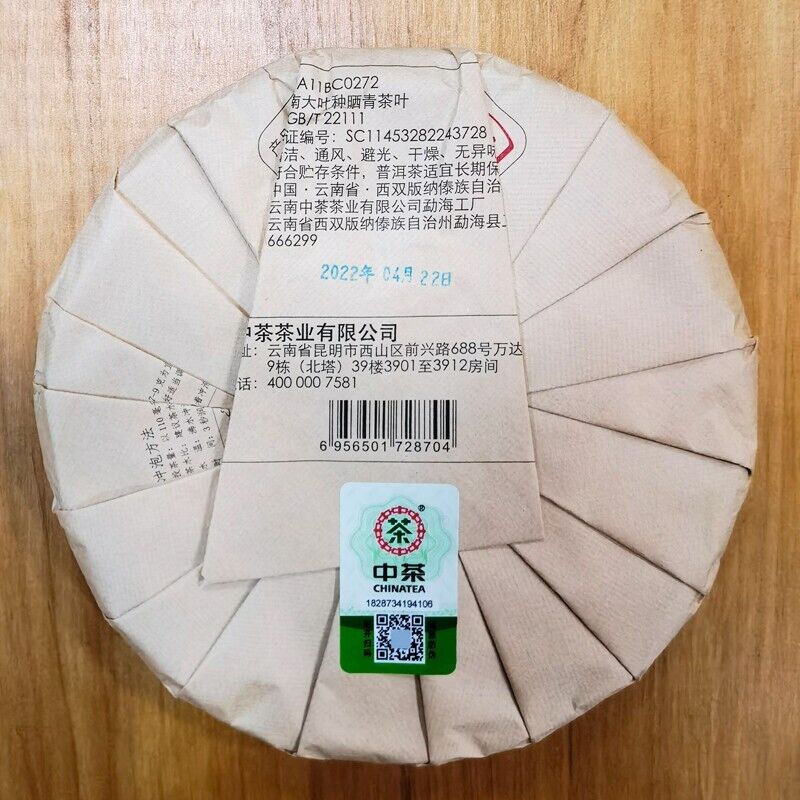 A11BC0272
南大叶种晒青茶叶
GB/T 22111
证编号：SC11453282243728
洁、通风、避光、干燥、无异味
合贮存条件，普洱茶适宜长期保
中国·云南省·西双版纳傣族自治
云南中茶茶业有限公司勐海工厂
云南省西双版纳傣族自治州勐海县工
666299
2022年 04月 22日
中茶茶业有限公司
址：云南省昆明市西山区前兴路688号万达
9栋（北塔）39楼3901至3912房间
话：400 000 7581
6 956501 728704
冲泡方法
茶®
中茶
CHINATEA
1828734194106